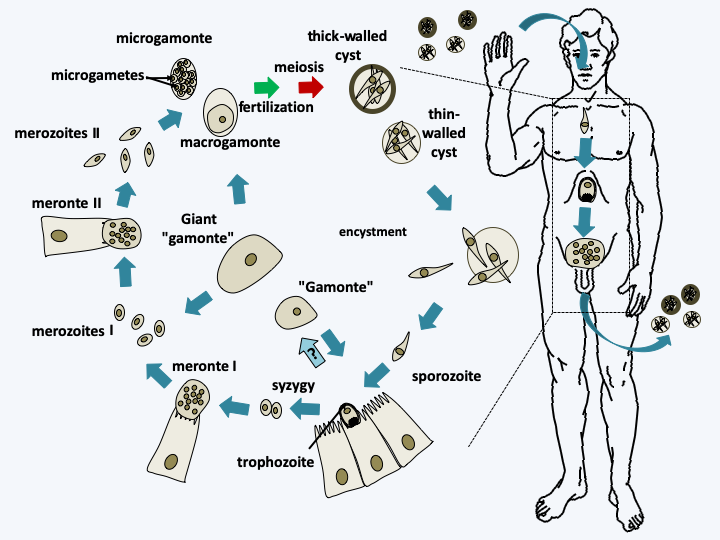 microgamonte
thick-walled
cyst
meiosis
microgametes
fertilization
thin-
walled
cyst
merozoites II
macrogamonte
meronte II
Giant
"gamonte"
encystment
"Gamonte"
merozoites I
?
meronte I
syzygy
sporozoite
trophozoite